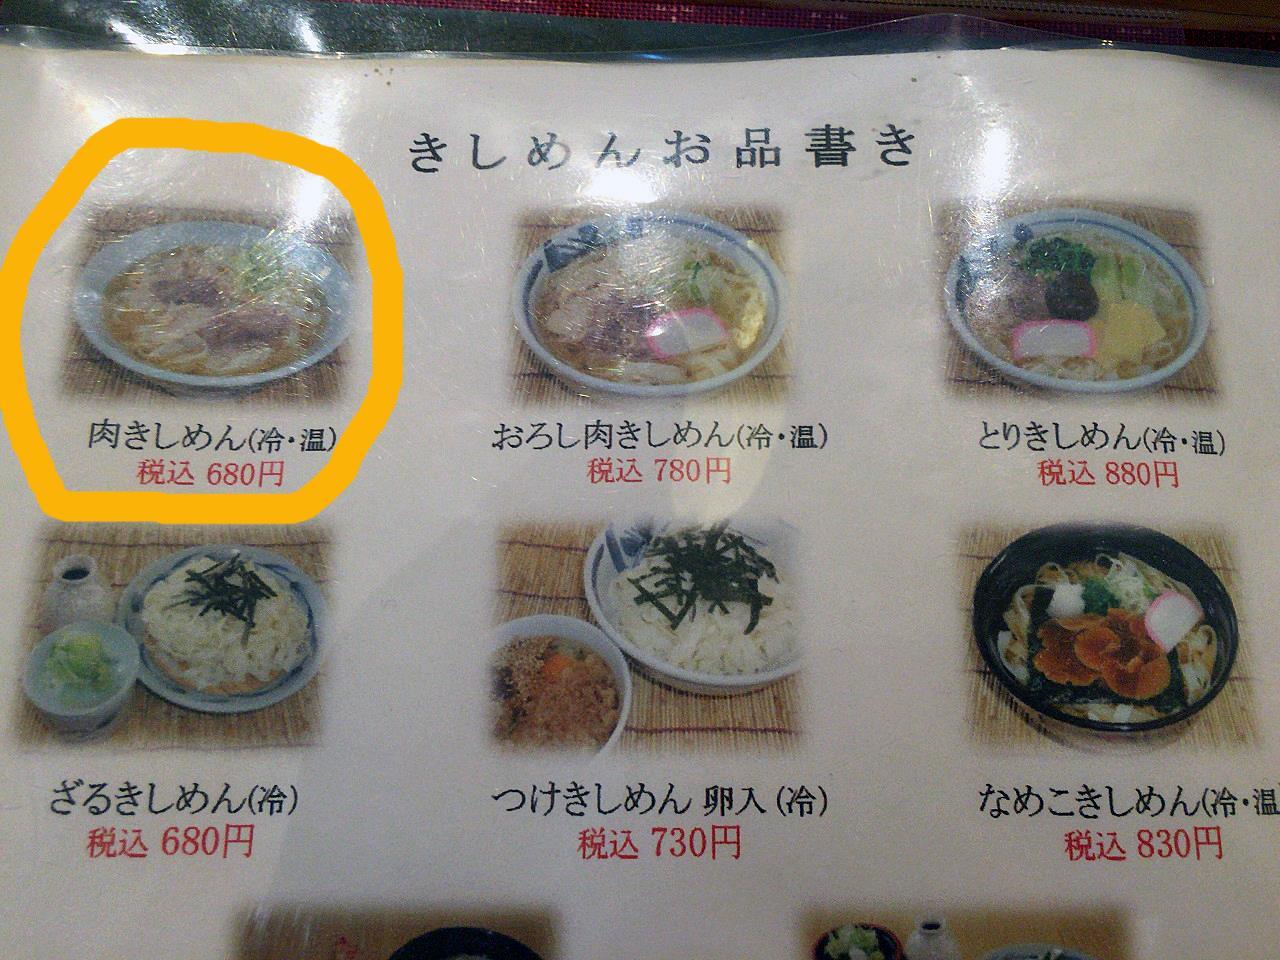 きしめんお品書き
肉きしめん(冷・温)
税込 680円
おろし肉きしめん(冷・温)
税込 780円
とりきしめん(冷・温)
税込 880円
ざるきしめん(冷)
税込 680円
つけきしめん 卵入 (冷)
税込 730円
なめこきしめん(冷・温
税込 830円